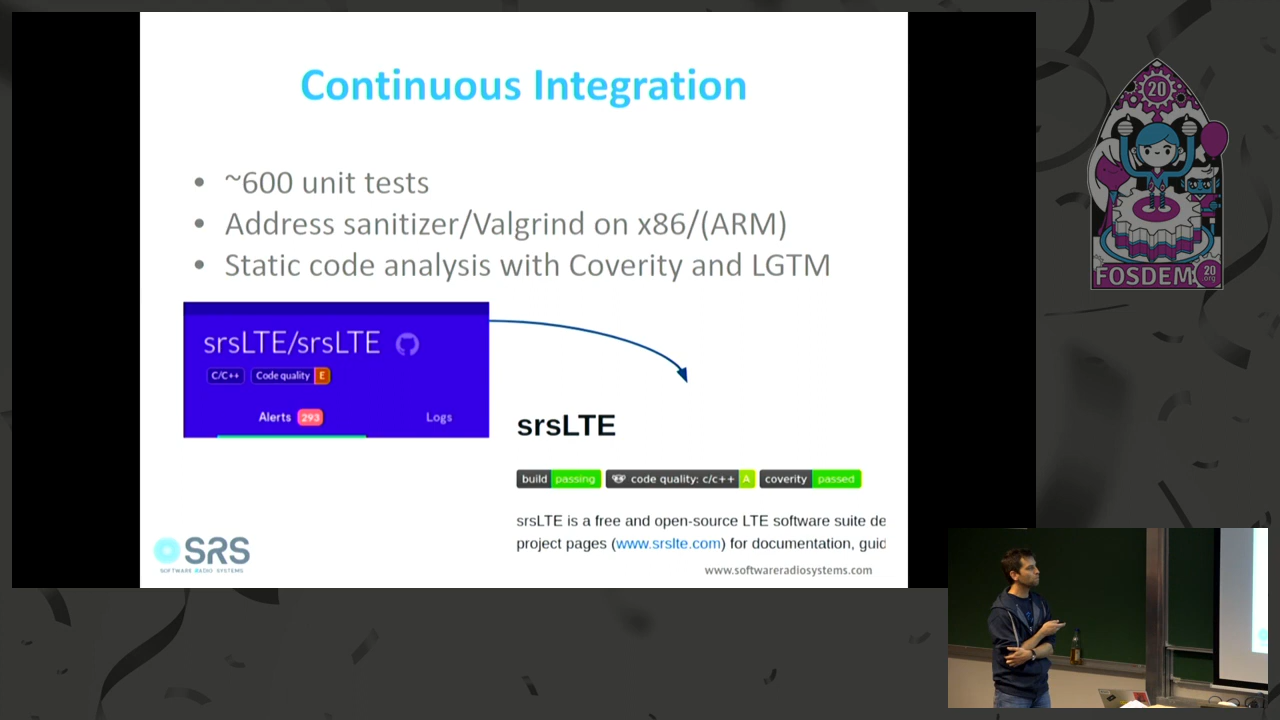 Continuous Integration
• ~600 unit tests
• Address sanitizer/Valgrind on x86/(ARM)
• Static code analysis with Coverity and LGTM
srsLTE/srsLTE
C/C++ Code quality E
Alerts 293 Logs
srsLTE
build passing code quality: c/c++ A coverity passed
srsLTE is a free and open-source LTE software suite de
project pages (www.srslte.com) for documentation, guid
SRS
SOFTWARE RADIO SYSTEMS
www.softwareradiosystems.com
20
FOSDEM 20
.org